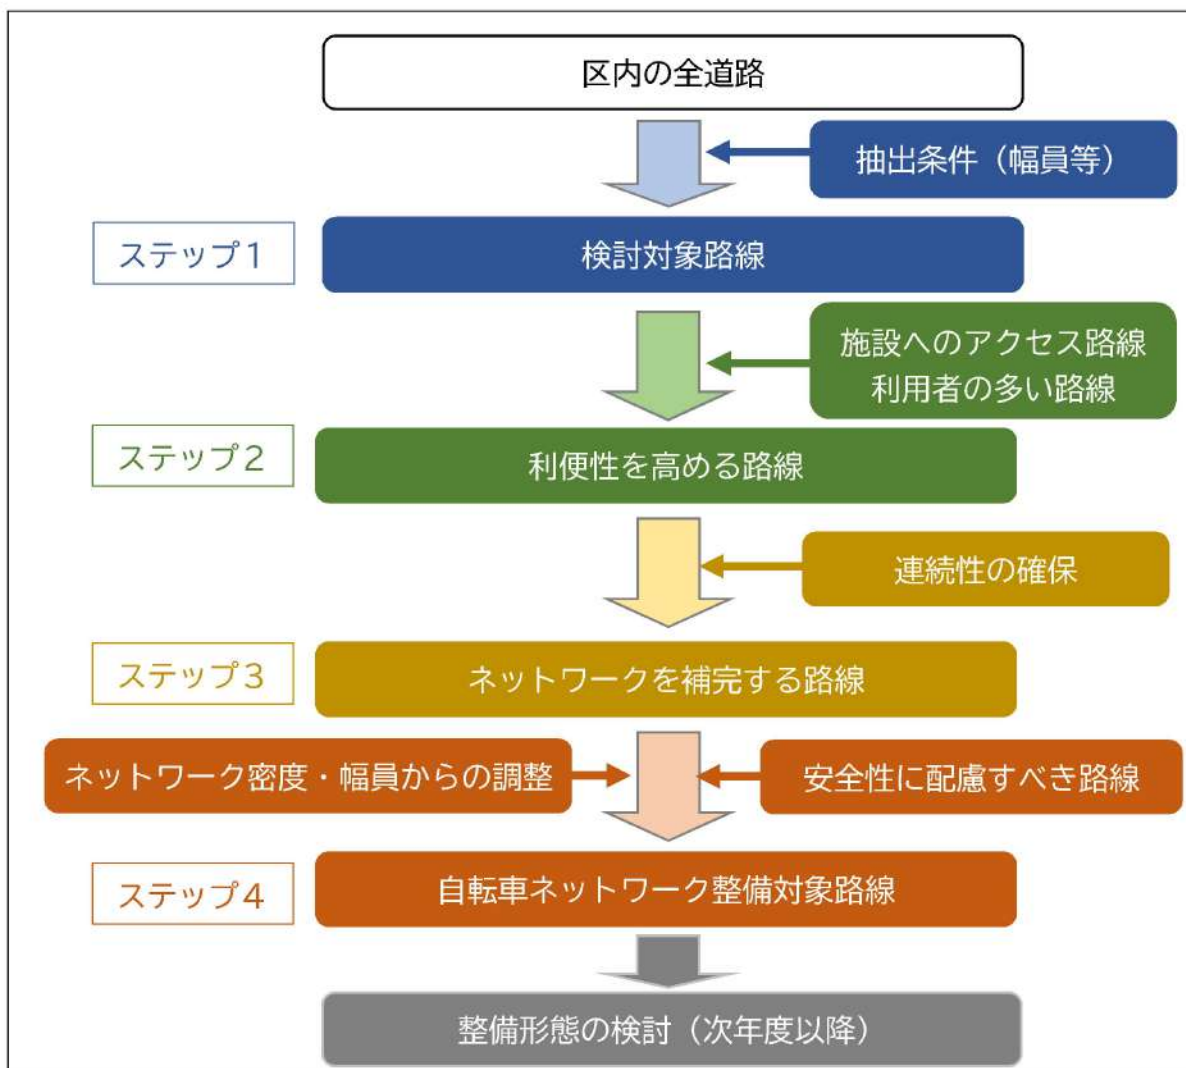 区内の全道路
抽出条件（幅員等）
ステップ１
検討対象路線
施設へのアクセス路線
利用者の多い路線
ステップ２
利便性を高める路線
連続性の確保
ステップ３
ネットワークを補完する路線
ネットワーク密度・幅員からの調整
安全性に配慮すべき路線
ステップ４
自転車ネットワーク整備対象路線
整備形態の検討（次年度以降）